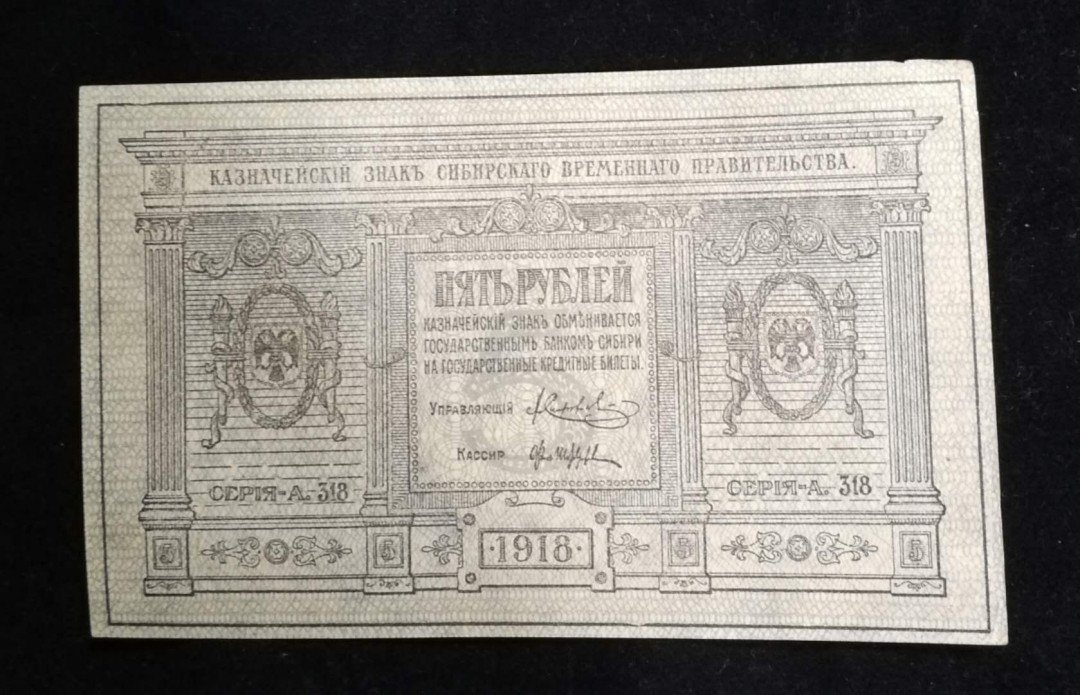 КАЗНАЧЕЙСКІЙ ЗНАКЪ СИБИРСКАГО ВРЕМЕННАГО ПРАВИТЕЛЬСТВА.
ПЯТЬ РУБЛЕЙ
КАЗНАЧЕЙСКІЙ ЗНАКЪ ОБМѢНИВАЕТСЯ
ГОСУДАРСТВЕННЫМЪ БАНКОМЪ СИБИРИ
НА ГОСУДАРСТВЕННЫЕ КРЕДИТНЫЕ БИЛЕТЫ.
УПРАВЛЯЮЩІЙ
КАССИР
СЕРІЯ-А. 318
СЕРІЯ-А. 318
5 5 ·1918· 5 5